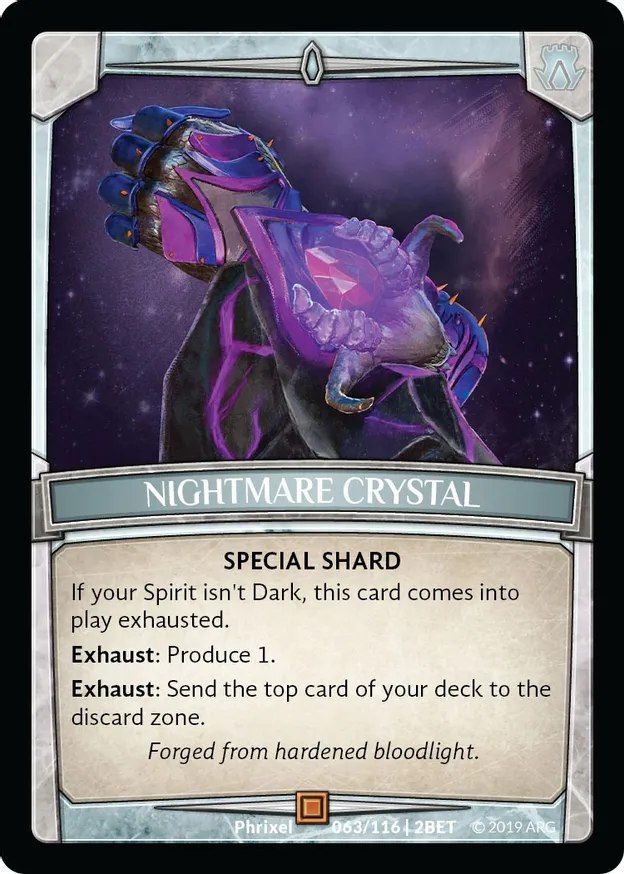 NIGHTMARE CRYSTAL
SPECIAL SHARD
If your Spirit isn't Dark, this card comes into
play exhausted.
Exhaust: Produce 1.
Exhaust: Send the top card of your deck to the
discard zone.
Forged from hardened bloodlight.
Phrixel 063/116 | 2BET © 2019 ARG